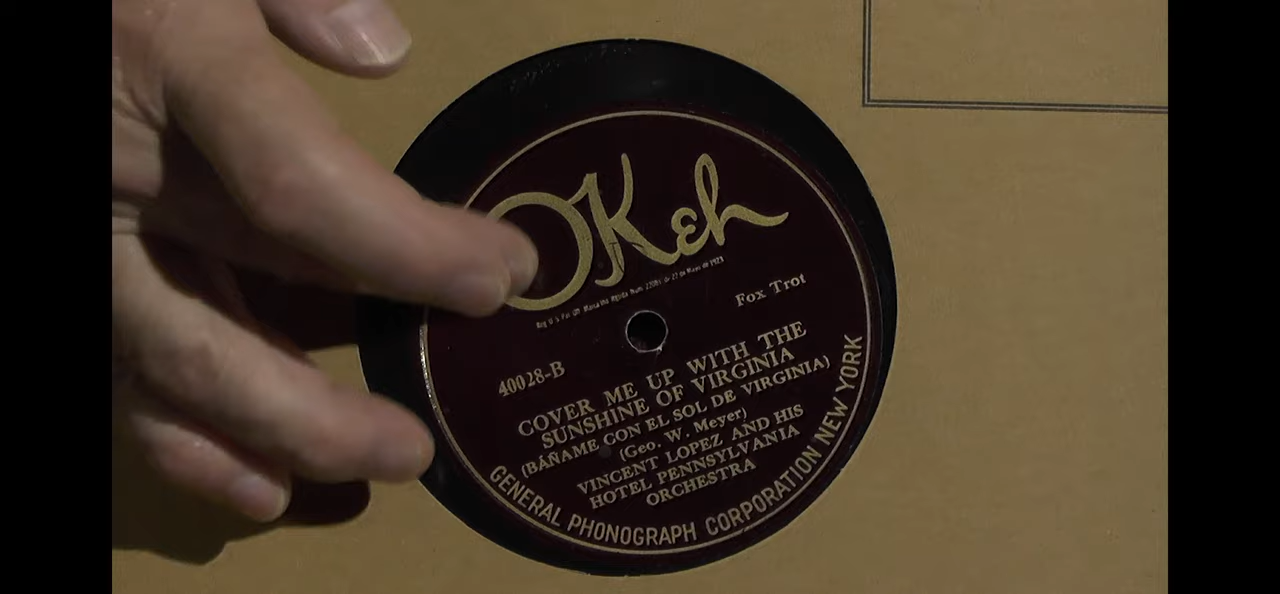 OKeh
Fox Trot
40028-B
COVER ME UP WITH THE
SUNSHINE OF VIRGINIA
(BÁÑAME CON EL SOL DE VIRGINIA)
(Geo. W. Meyer)
VINCENT LOPEZ AND HIS
HOTEL PENNSYLVANIA
ORCHESTRA
GENERAL PHONOGRAPH CORPORATION NEW YORK